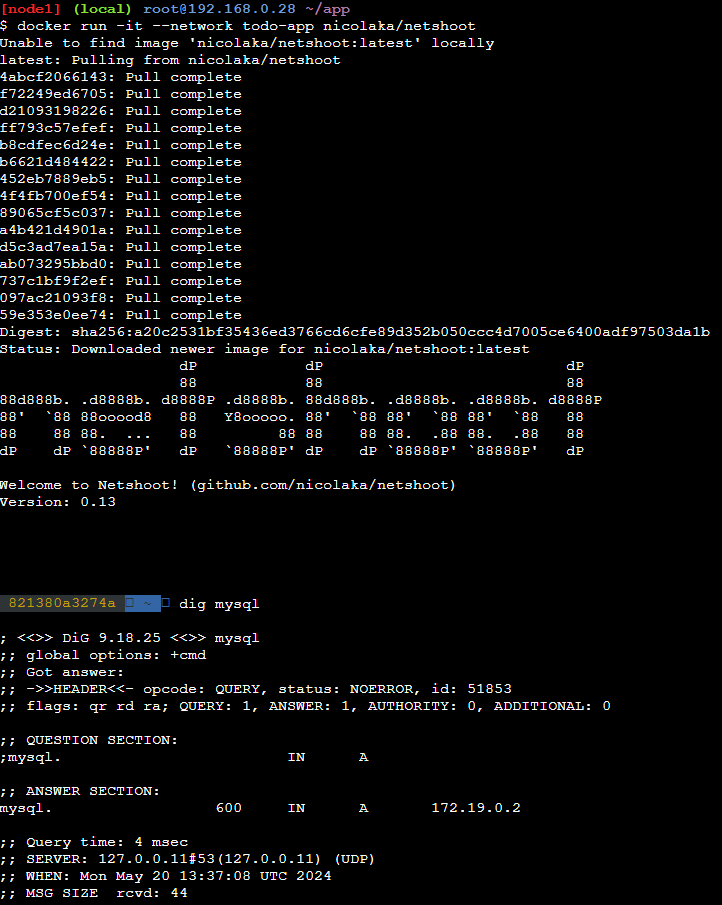 [node1] (local) root@192.168.0.28 ~/app
$ docker run -it --network todo-app nicolaka/netshoot
Unable to find image 'nicolaka/netshoot:latest' locally
latest: Pulling from nicolaka/netshoot
4abcf2066143: Pull complete
f72249ed6705: Pull complete
d21093198226: Pull complete
ff793c57efef: Pull complete
b8cdfec6d24e: Pull complete
b6621d484422: Pull complete
452eb7889eb5: Pull complete
4f4fb700ef54: Pull complete
89065cf5c037: Pull complete
a4b421d4901a: Pull complete
d5c3ad7ea15a: Pull complete
ab073295bbd0: Pull complete
737c1bf9f2ef: Pull complete
097ac21093f8: Pull complete
59e353e0ee74: Pull complete
Digest: sha256:a20c2531bf35436ed3766cd6cfe89d352b050ccc4d7005ce6400adf97503da1b
Status: Downloaded newer image for nicolaka/netshoot:latest
                    dP            dP                           dP
                    88            88                           88
88d888b. .d8888b. d8888P .d8888b. 88d888b. .d8888b. .d8888b. d8888P
88'  `88 88ooood8   88   Y8ooooo. 88'  `88 88'  `88 88'  `88   88
88    88 88.  ...   88         88 88    88 88.  .88 88.  .88   88
dP    dP `88888P'   dP   `88888P' dP    dP `88888P' `88888P'   dP
Welcome to Netshoot! (github.com/nicolaka/netshoot)
Version: 0.13
821380a3274a ~ dig mysql
; <<>> DiG 9.18.25 <<>> mysql
;; global options: +cmd
;; Got answer:
;; ->>HEADER<<- opcode: QUERY, status: NOERROR, id: 51853
;; flags: qr rd ra; QUERY: 1, ANSWER: 1, AUTHORITY: 0, ADDITIONAL: 0
;; QUESTION SECTION:
;mysql. IN A
;; ANSWER SECTION:
mysql. 600 IN A 172.19.0.2
;; Query time: 4 msec
;; SERVER: 127.0.0.11#53(127.0.0.11) (UDP)
;; WHEN: Mon May 20 13:37:08 UTC 2024
;; MSG SIZE  rcvd: 44